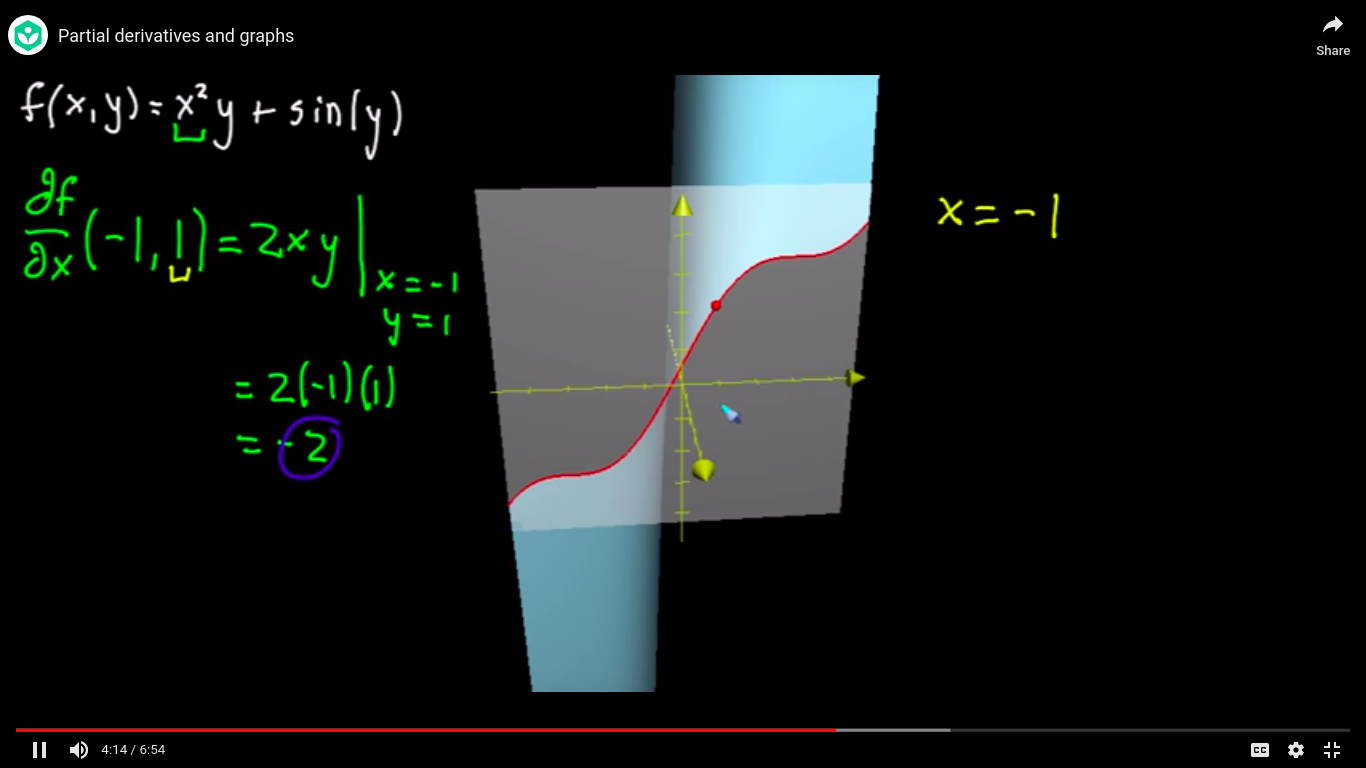 Partial derivatives and graphs
Share
f(x,y) = x²y + sin(y)
∂f/∂x (-1, 1) = 2xy |
x = -1
y = 1
= 2(-1)(1)
= -2
x = -1
4:14 / 6:54
CC